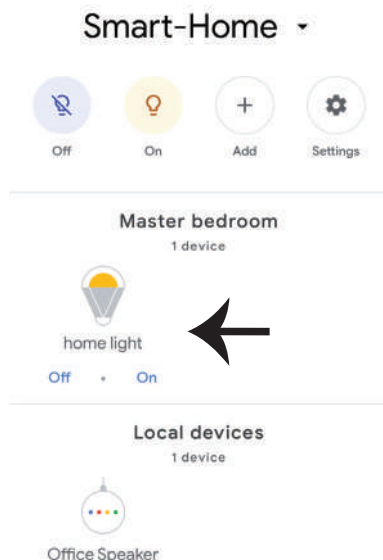 Smart-Home
Off On Add Settings
Master bedroom
1 device
home light
Off • On
Local devices
1 device
Office Speaker